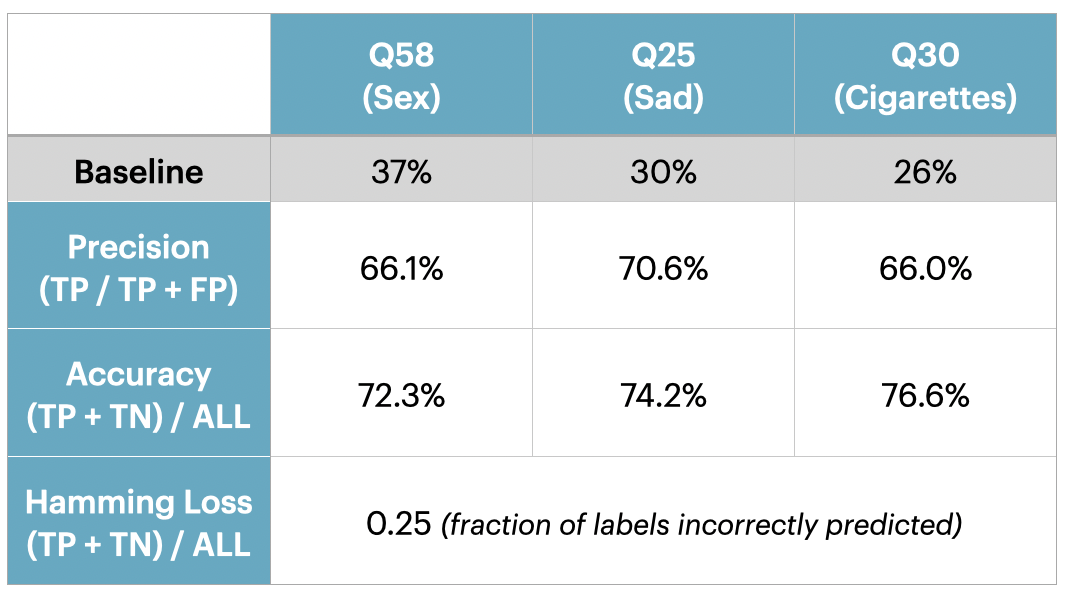 Q58
(Sex)
Q25
(Sad)
Q30
(Cigarettes)
Baseline
37%
30%
26%
Precision
(TP / TP + FP)
66.1%
70.6%
66.0%
Accuracy
(TP + TN) / ALL
72.3%
74.2%
76.6%
Hamming Loss
(TP + TN) / ALL
0.25 (fraction of labels incorrectly predicted)